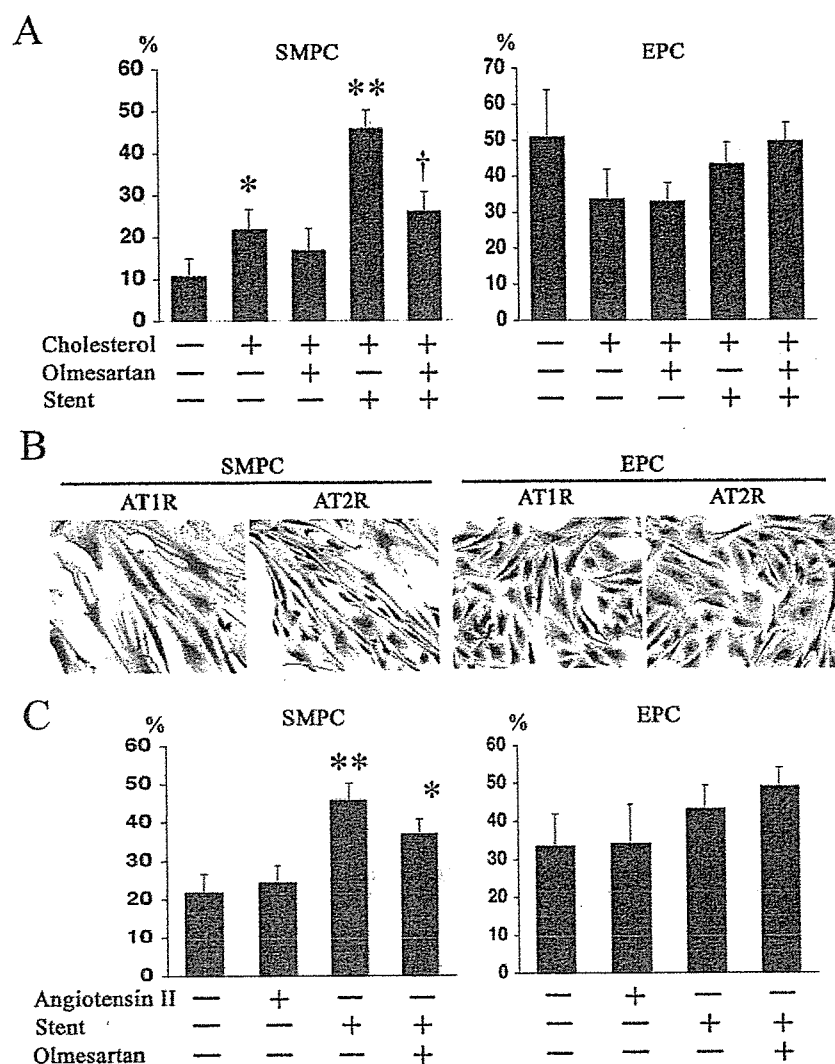 A
% SMPC % EPC
60 70
50 60
40 50
30 40
20 30
10 20
0 10
0
* ** †
Cholesterol — + + + + — + + + +
Olmesartan — — + — + — — + — +
Stent — — — + + — — — + +
B
SMPC EPC
AT1R AT2R AT1R AT2R
C
% SMPC % EPC
60 60
50 50
40 40
30 30
20 20
10 10
0 0
** *
Angiotensin II — + — — — + — —
Stent — — + + — — + +
Olmesartan — — — + — — — +